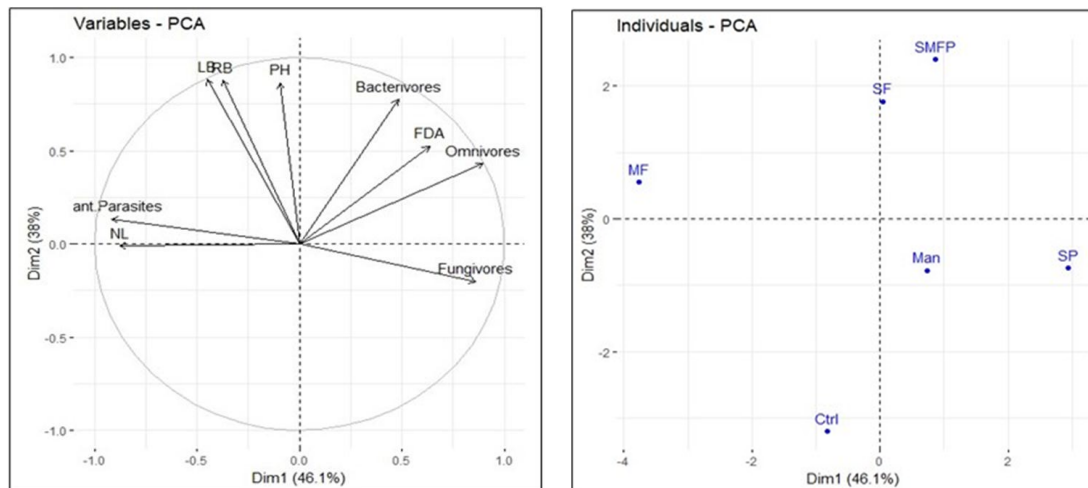 Variables - PCA
1.0
0.5
0.0
-0.5
-1.0
Dim2 (38%)
LB
RB
PH
Bacterivores
FDA
Omnivores
ant.Parasites
NL
Fungivores
-1.0
-0.5
0.0
0.5
1.0
Dim1 (46.1%)
Individuals - PCA
2
0
-2
Dim2 (38%)
SMFP
SF
MF
Man
SP
Ctrl
-4
-2
0
2
Dim1 (46.1%)